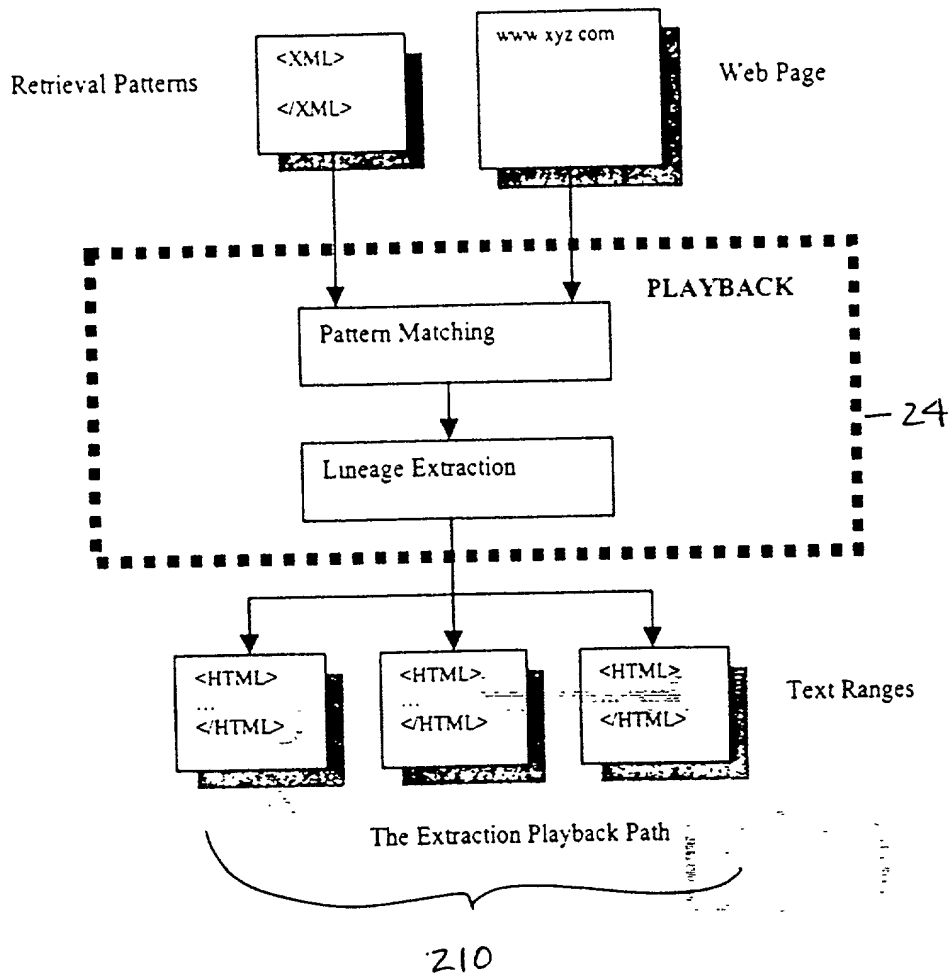 Retrieval Patterns
<XML>
</XML>
www xyz com
Web Page
PLAYBACK
Pattern Matching
24
Lineage Extraction
<HTML>
...
</HTML>
<HTML>
...
</HTML>
<HTML>
...
</HTML>
Text Ranges
The Extraction Playback Path
210